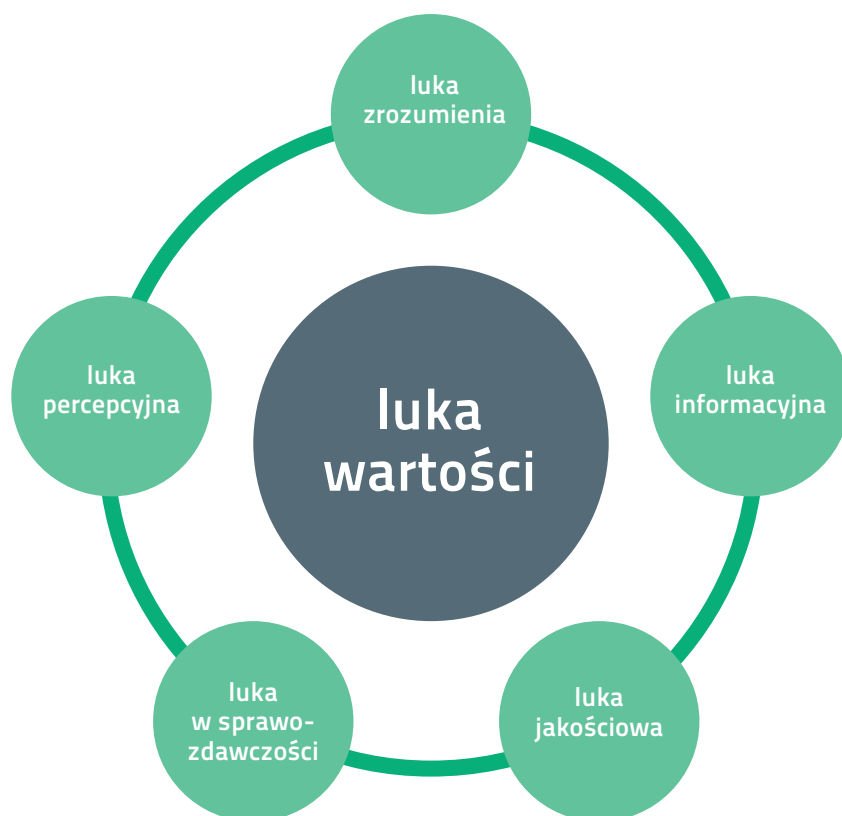 luka
zrozumienia
luka
percepcyjna
luka
wartości
luka
informacyjna
luka
w sprawo-
zdawczości
luka
jakościowa